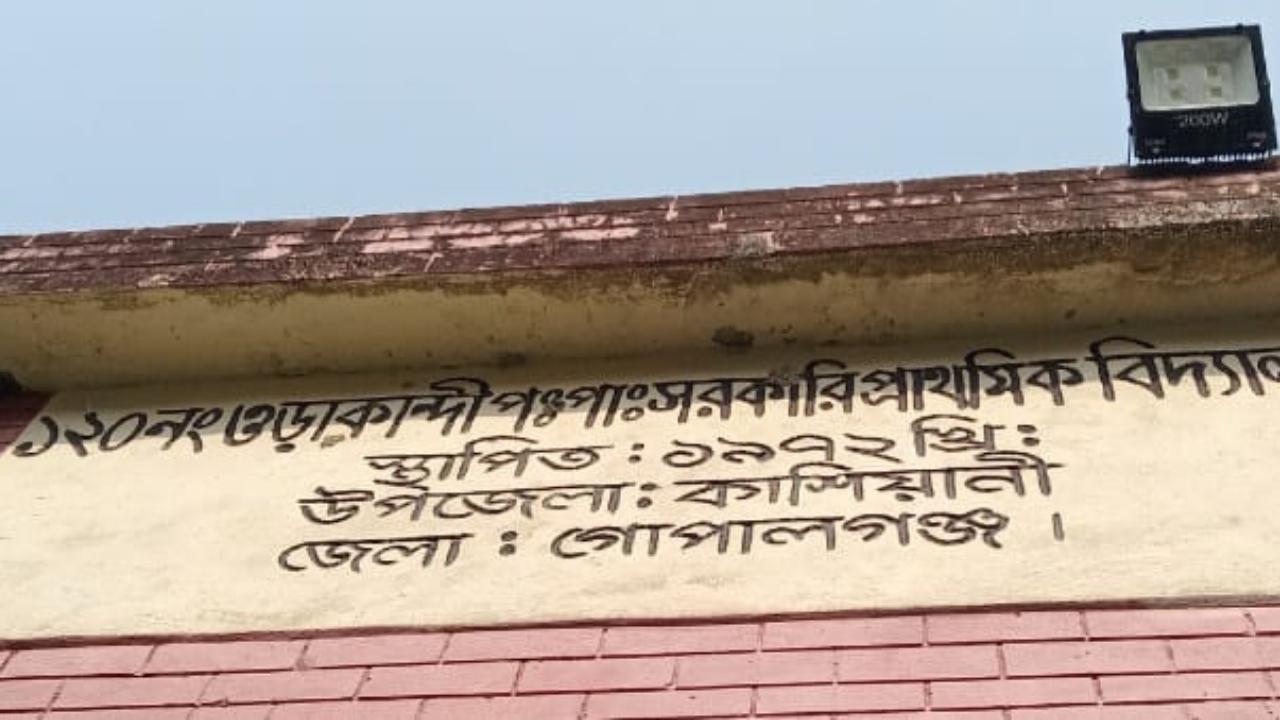 ১২০নং ওড়াকান্দী পঃপাঃ সরকারি প্রাথমিক বিদ্যাল
স্থাপিত : ১৯৭২ খ্রি:
উপজেলা : কাশিয়ানী
জেলা : গোপালগঞ্জ ।
200W